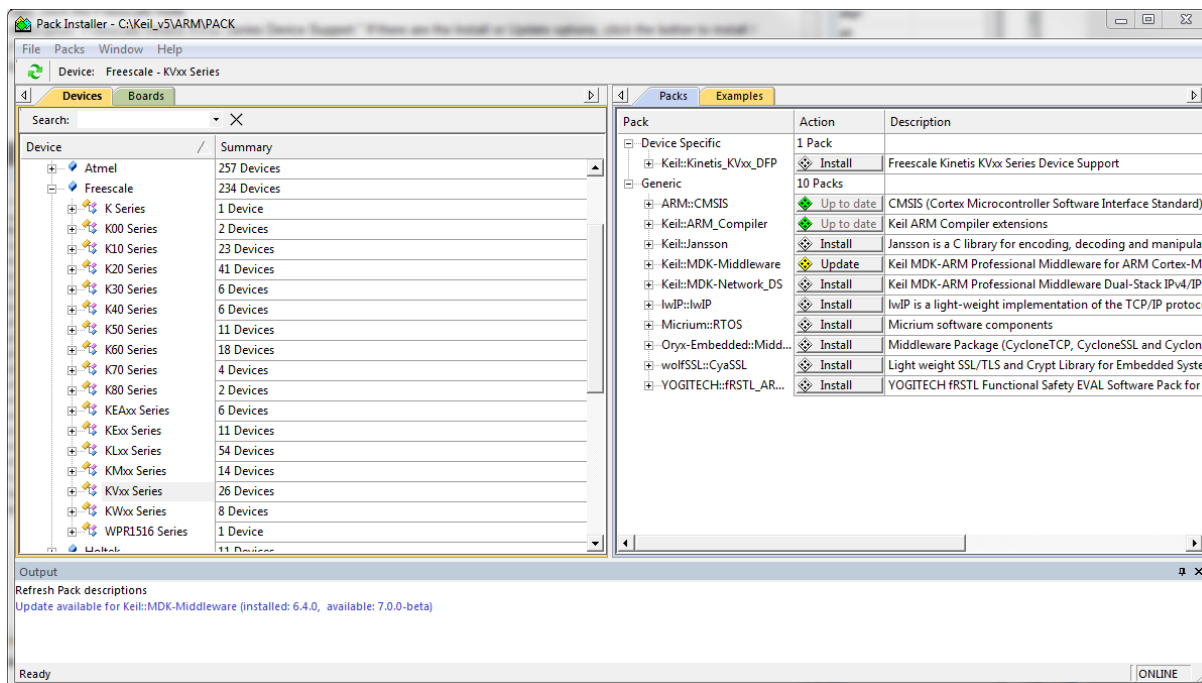 Pack Installer - C:\Keil_v5\ARM\PACK
File Packs Window Help
Device: Freescale - KVxx Series
Devices Boards
Search:
Device Summary
Atmel 257 Devices
Freescale 234 Devices
K Series 1 Device
K00 Series 2 Devices
K10 Series 23 Devices
K20 Series 41 Devices
K30 Series 6 Devices
K40 Series 6 Devices
K50 Series 11 Devices
K60 Series 18 Devices
K70 Series 4 Devices
K80 Series 2 Devices
KEAxx Series 6 Devices
KExx Series 11 Devices
KLxx Series 54 Devices
KMxx Series 14 Devices
KVxx Series 26 Devices
KWxx Series 8 Devices
WPR1516 Series 1 Device
Holtek 11 Devices
Packs Examples
Pack Action Description
Device Specific 1 Pack
Keil::Kinetis_KVxx_DFP Install Freescale Kinetis KVxx Series Device Support
Generic 10 Packs
ARM::CMSIS Up to date CMSIS (Cortex Microcontroller Software Interface Standard)
Keil::ARM_Compiler Up to date Keil ARM Compiler extensions
Keil::Jansson Install Jansson is a C library for encoding, decoding and manipula
Keil::MDK-Middleware Update Keil MDK-ARM Professional Middleware for ARM Cortex-M
Keil::MDK-Network_DS Install Keil MDK-ARM Professional Middleware Dual-Stack IPv4/IP
lwIP::lwIP Install lwIP is a light-weight implementation of the TCP/IP protoc
Micrium::RTOS Install Micrium software components
Oryx-Embedded::Midd... Install Middleware Package (CycloneTCP, CycloneSSL and Cyclon
wolfSSL::CyaSSL Install Light weight SSL/TLS and Crypt Library for Embedded Syste
YOGITECH::fRSTL_AR... Install YOGITECH fRSTL Functional Safety EVAL Software Pack for
Output
Refresh Pack descriptions
Update available for Keil::MDK-Middleware (installed: 6.4.0, available: 7.0.0-beta)
Ready ONLINE